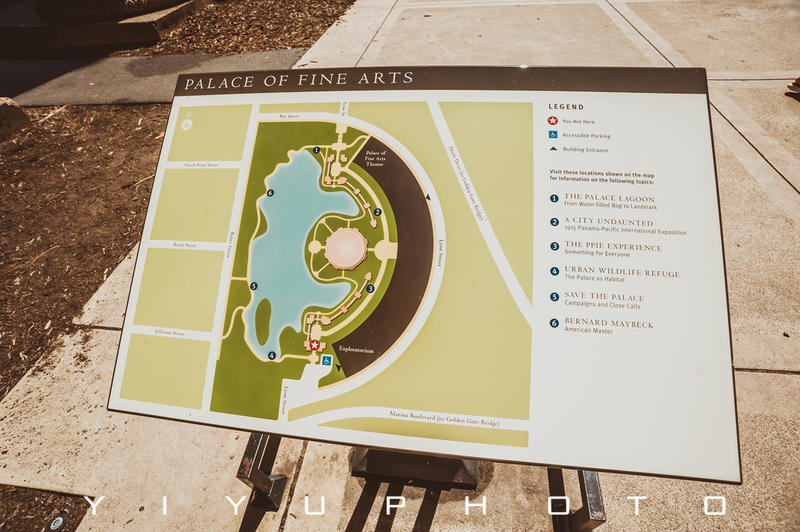 PALACE OF FINE ARTS
N
Bay Street
Lyon St
North Point Street
Beach Street
Jefferson Street
Baker Street
Palace of
Fine Arts
Theater
Doyle Drive (to Golden Gate Bridge)
Lyon Street
Exploratorium
Lyon Street
Marina Boulevard (to Golden Gate Bridge)
1
2
3
4
5
6
LEGEND
You Are Here
Accessible Parking
Building Entrance
Visit these locations shown on the map
for information on the following topics:
1 THE PALACE LAGOON
From Water-filled Bog to Landmark
2 A CITY UNDAUNTED
1915 Panama-Pacific International Exposition
3 THE PPIE EXPERIENCE
Something for Everyone
4 URBAN WILDLIFE REFUGE
The Palace as Habitat
5 SAVE THE PALACE
Campaigns and Close Calls
6 BERNARD MAYBECK
American Master
YIYUPHOTO